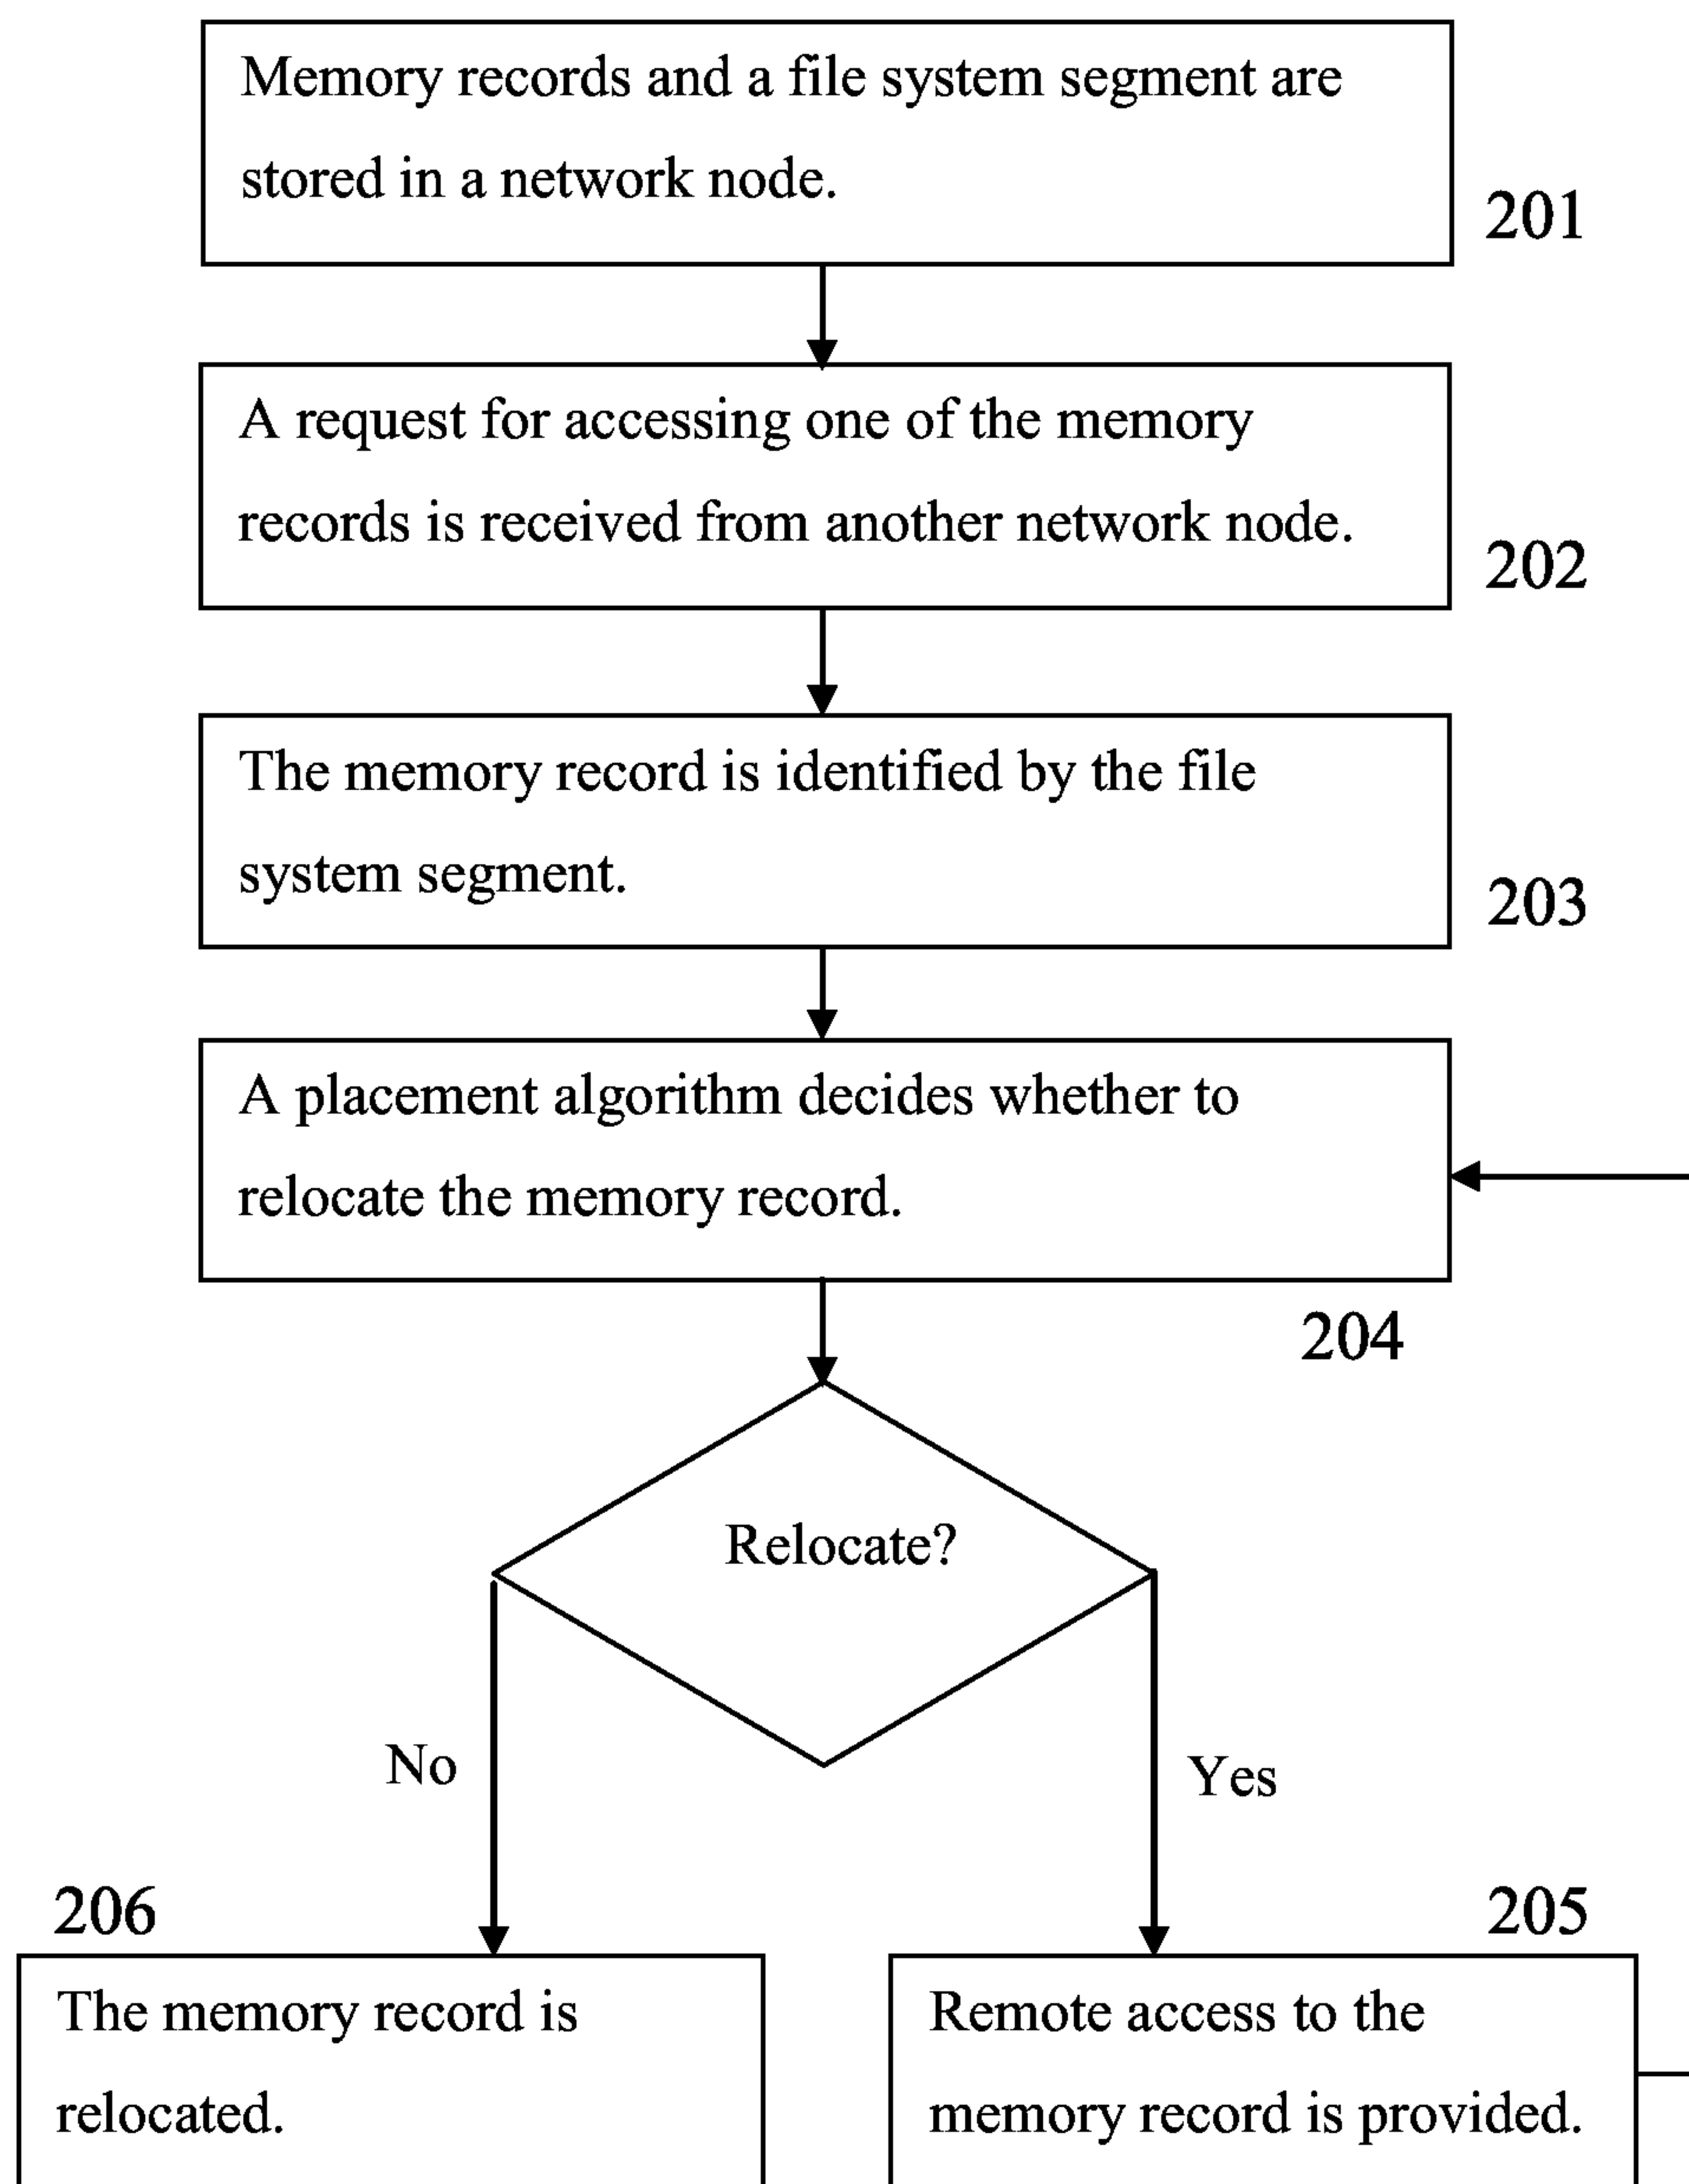 Memory records and a file system segment are
stored in a network node.
201
A request for accessing one of the memory
records is received from another network node.
202
The memory record is identified by the file
system segment.
203
A placement algorithm decides whether to
relocate the memory record.
204
Relocate?
No
Yes
206
205
The memory record is
relocated.
Remote access to the
memory record is provided.